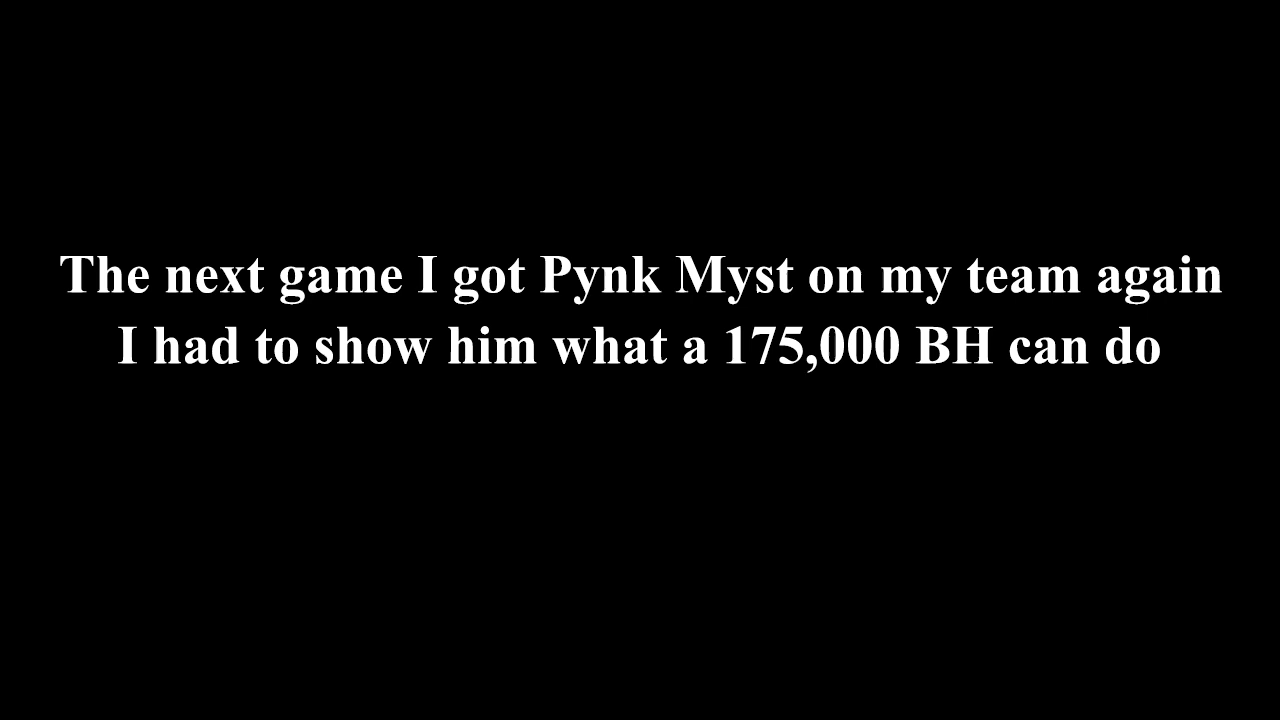 The next game I got Pynk Myst on my team again
I had to show him what a 175,000 BH can do